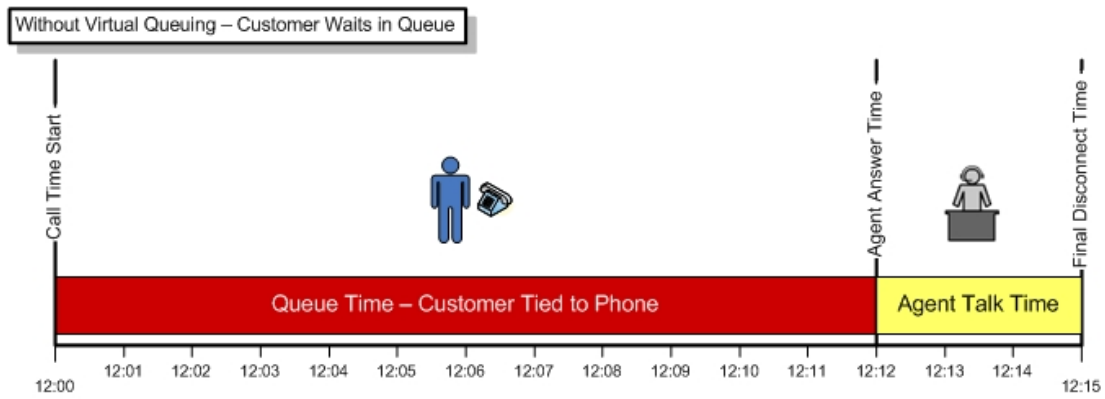 Without Virtual Queuing – Customer Waits in Queue
Call Time Start
Agent Answer Time
Final Disconnect Time
Queue Time – Customer Tied to Phone
Agent Talk Time
12:00
12:01
12:02
12:03
12:04
12:05
12:06
12:07
12:08
12:09
12:10
12:11
12:12
12:13
12:14
12:15